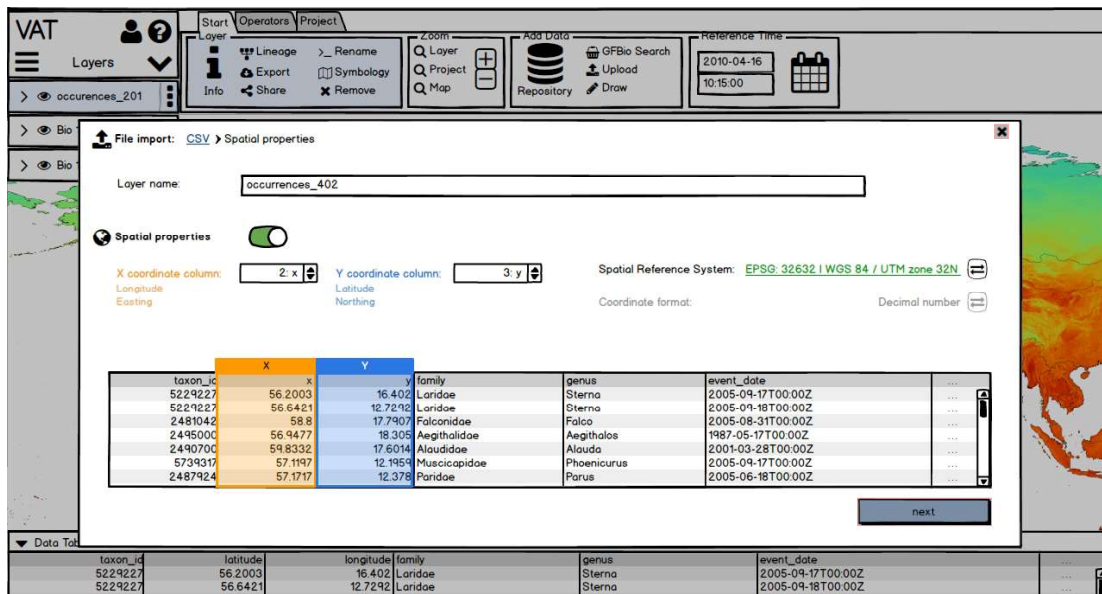 VAT
Layers
occurences_201
Bio
Bio
Start Operators Project
Layer
Info
Lineage
Export
Share
>_ Rename
Symbology
Remove
Zoom
Layer
Project
Map
Add Data
Repository
GFBio Search
Upload
Draw
Reference Time
2010-04-16
10:15:00
File import: CSV > Spatial properties
Layer name: occurrences_402
Spatial properties
X coordinate column: 2: x
Longitude
Easting
Y coordinate column: 3: y
Latitude
Northing
Spatial Reference System: EPSG: 32632 | WGS 84 / UTM zone 32N
Coordinate format: Decimal number
X Y
taxon_id x y family genus event_date ...
5229227 56.2003 16.402 Laridae Sterna 2005-09-17T00:00Z ...
5229227 56.6421 12.7292 Laridae Sterna 2005-09-18T00:00Z ...
2481042 58.8 17.7907 Falconidae Falco 2005-08-31T00:00Z ...
2495000 56.9477 18.305 Aegithalidae Aegithalos 1987-05-17T00:00Z ...
2490700 59.8332 17.6014 Alaudidae Alauda 2001-03-28T00:00Z ...
5739317 57.1197 12.1959 Muscicapidae Phoenicurus 2005-09-17T00:00Z ...
2487924 57.1717 12.378 Paridae Parus 2005-06-18T00:00Z ...
next
Data Tab
taxon_id latitude longitude family genus event_date ...
5229227 56.2003 16.402 Laridae Sterna 2005-09-17T00:00Z ...
5229227 56.6421 12.7292 Laridae Sterna 2005-09-18T00:00Z ...